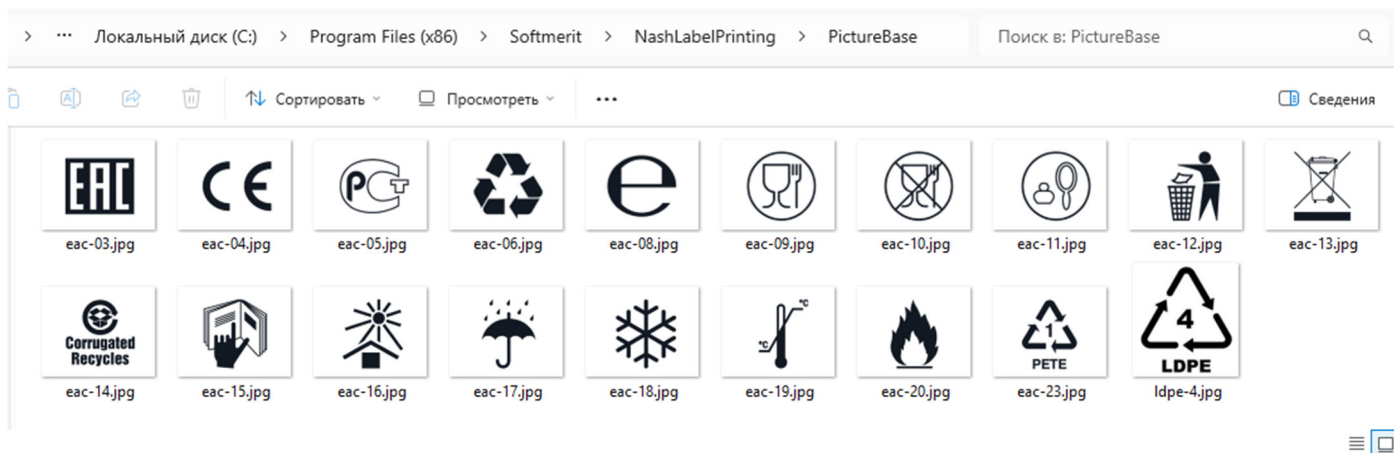 > ... Локальный диск (C:) > Program Files (x86) > Softmerit > NashLabelPrinting > PictureBase Поиск в: PictureBase
Сортировать Просмотреть ... Сведения
EAC CE PCT e °C °C
eac-03.jpg eac-04.jpg eac-05.jpg eac-06.jpg eac-08.jpg eac-09.jpg eac-10.jpg eac-11.jpg eac-12.jpg eac-13.jpg
Corrugated Recycles 1 PETE 4 LDPE
eac-14.jpg eac-15.jpg eac-16.jpg eac-17.jpg eac-18.jpg eac-19.jpg eac-20.jpg eac-23.jpg ldpe-4.jpg